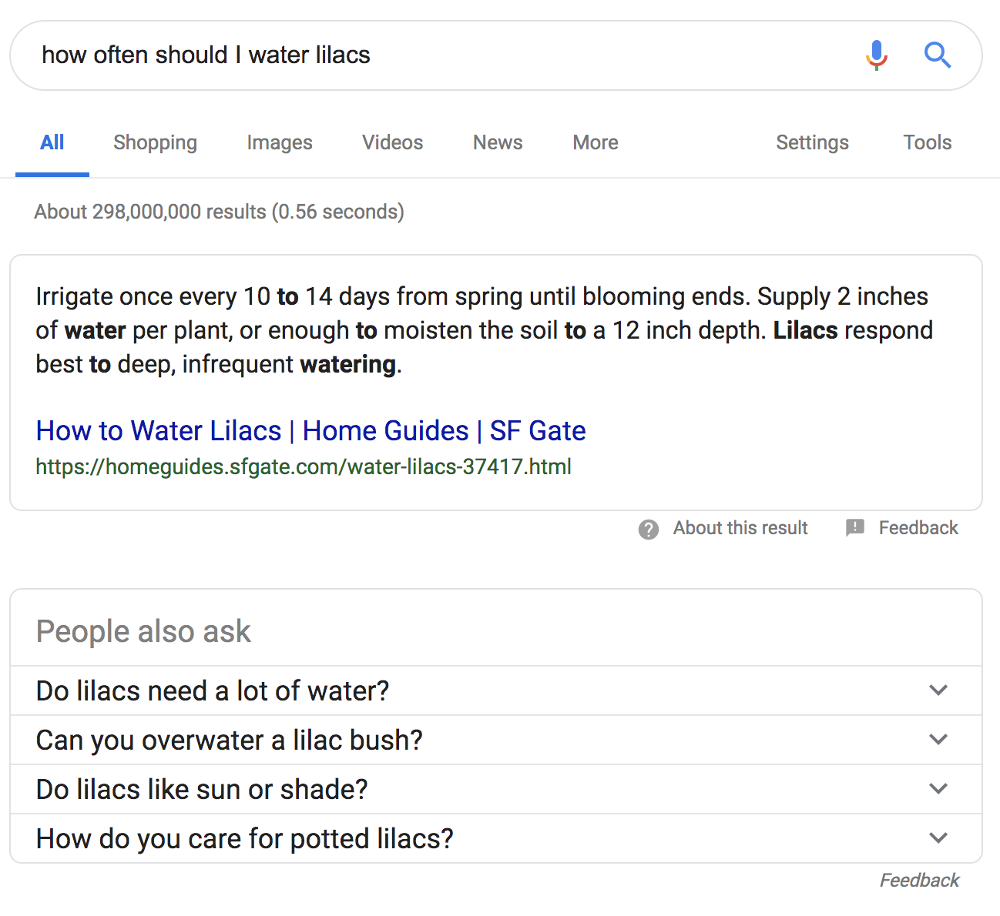 how often should I water lilacs
All Shopping Images Videos News More Settings Tools
About 298,000,000 results (0.56 seconds)
Irrigate once every 10 to 14 days from spring until blooming ends. Supply 2 inches
of water per plant, or enough to moisten the soil to a 12 inch depth. Lilacs respond
best to deep, infrequent watering.
How to Water Lilacs | Home Guides | SF Gate
https://homeguides.sfgate.com/water-lilacs-37417.html
About this result Feedback
People also ask
Do lilacs need a lot of water?
Can you overwater a lilac bush?
Do lilacs like sun or shade?
How do you care for potted lilacs?
Feedback